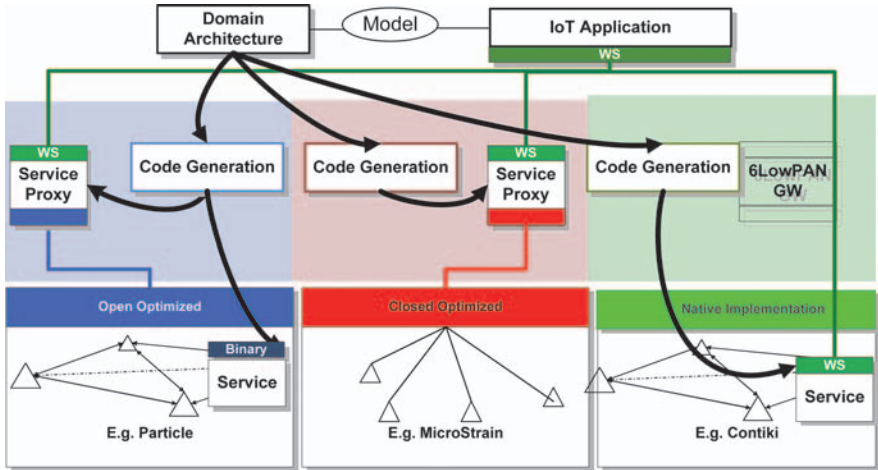 Domain
Architecture
Model
IoT Application
WS
WS
Service
Proxy
Code Generation
Code Generation
WS
Service
Proxy
Code Generation
6LowPAN
GW
Open Optimized
Closed Optimized
Native Implementation
Binary
Service
WS
Service
E.g. Particle
E.g. MicroStrain
E.g. Contiki